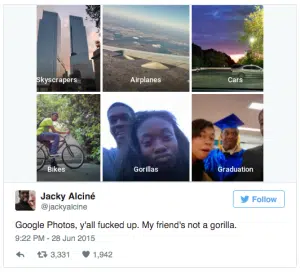 Skyscrapers
Airplanes
Cars
Bikes
Gorillas
Graduation
Jacky Alciné
@jackyalcine
Follow
Google Photos, y'all fucked up. My friend's not a gorilla.
9:22 PM - 28 Jun 2015
3,331 1,942